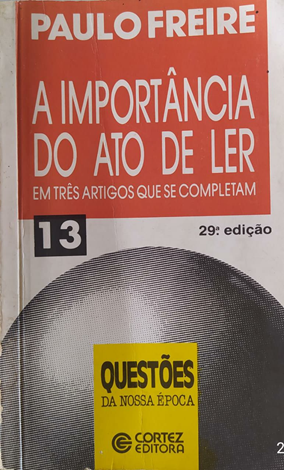 PAULO FREIRE
A IMPORTÂNCIA
DO ATO DE LER
EM TRÊS ARTIGOS QUE SE COMPLETAM
13
29ª edição
QUESTÕES
DA NOSSA ÉPOCA
CORTEZ
EDITORA
2